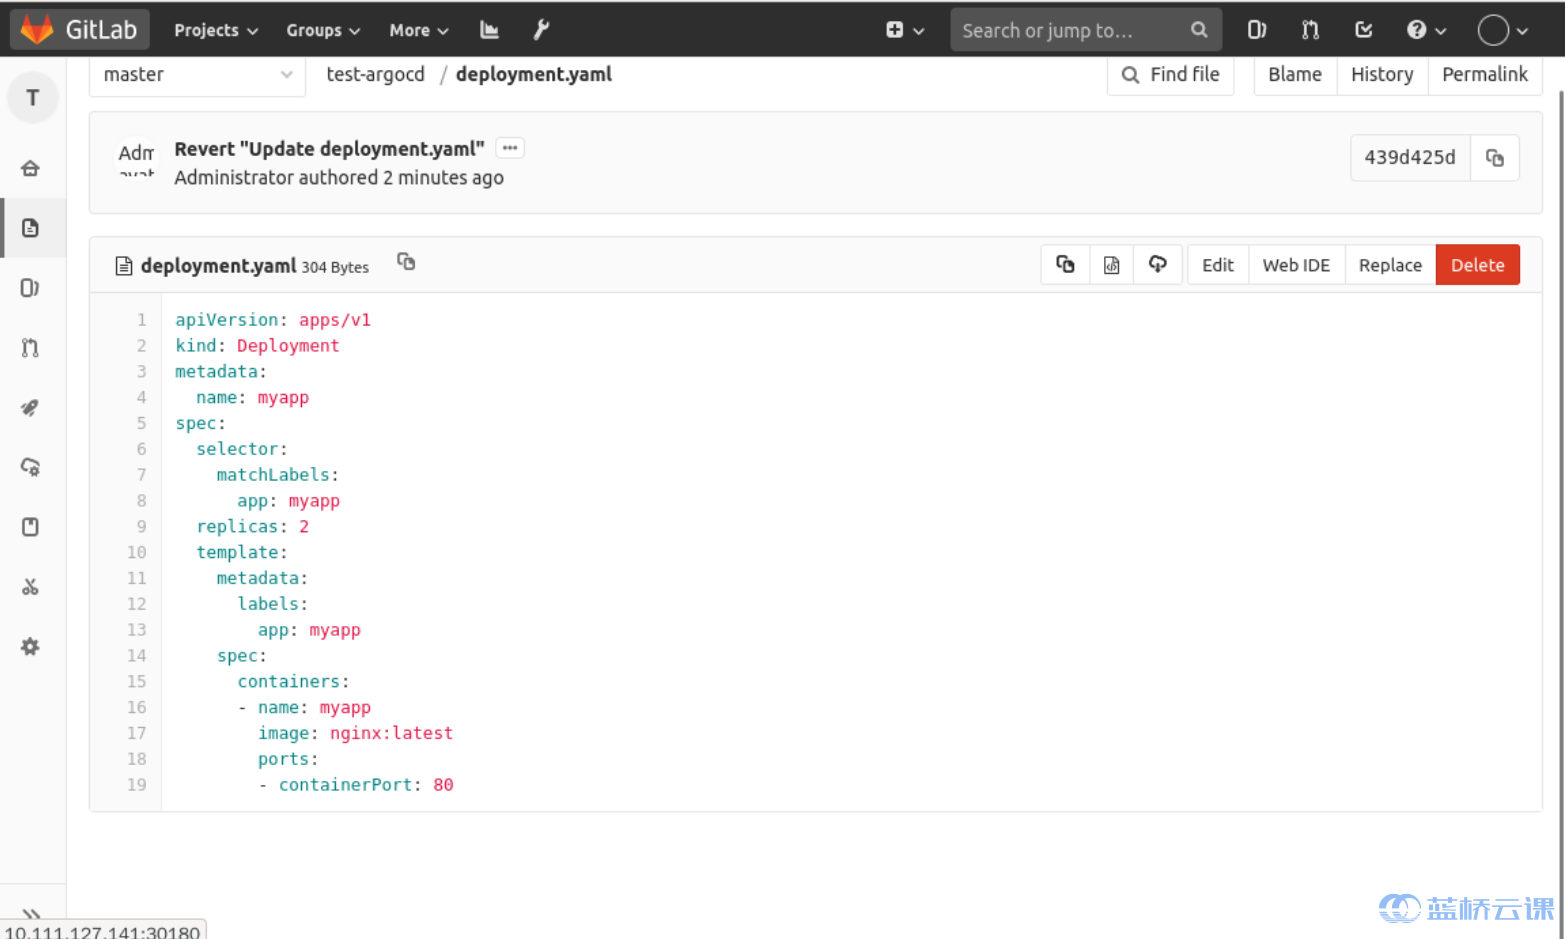 GitLab Projects Groups More Search or jump to...
master test-argocd / deployment.yaml Find file Blame History Permalink
T
Revert "Update deployment.yaml"
Administrator authored 2 minutes ago
439d425d
deployment.yaml 304 Bytes Edit Web IDE Replace Delete
1 apiVersion: apps/v1
2 kind: Deployment
3 metadata:
4   name: myapp
5 spec:
6   selector:
7     matchLabels:
8       app: myapp
9   replicas: 2
10   template:
11     metadata:
12       labels:
13         app: myapp
14     spec:
15       containers:
16       - name: myapp
17         image: nginx:latest
18         ports:
19         - containerPort: 80
蓝桥云课
10.111.127.141:30180